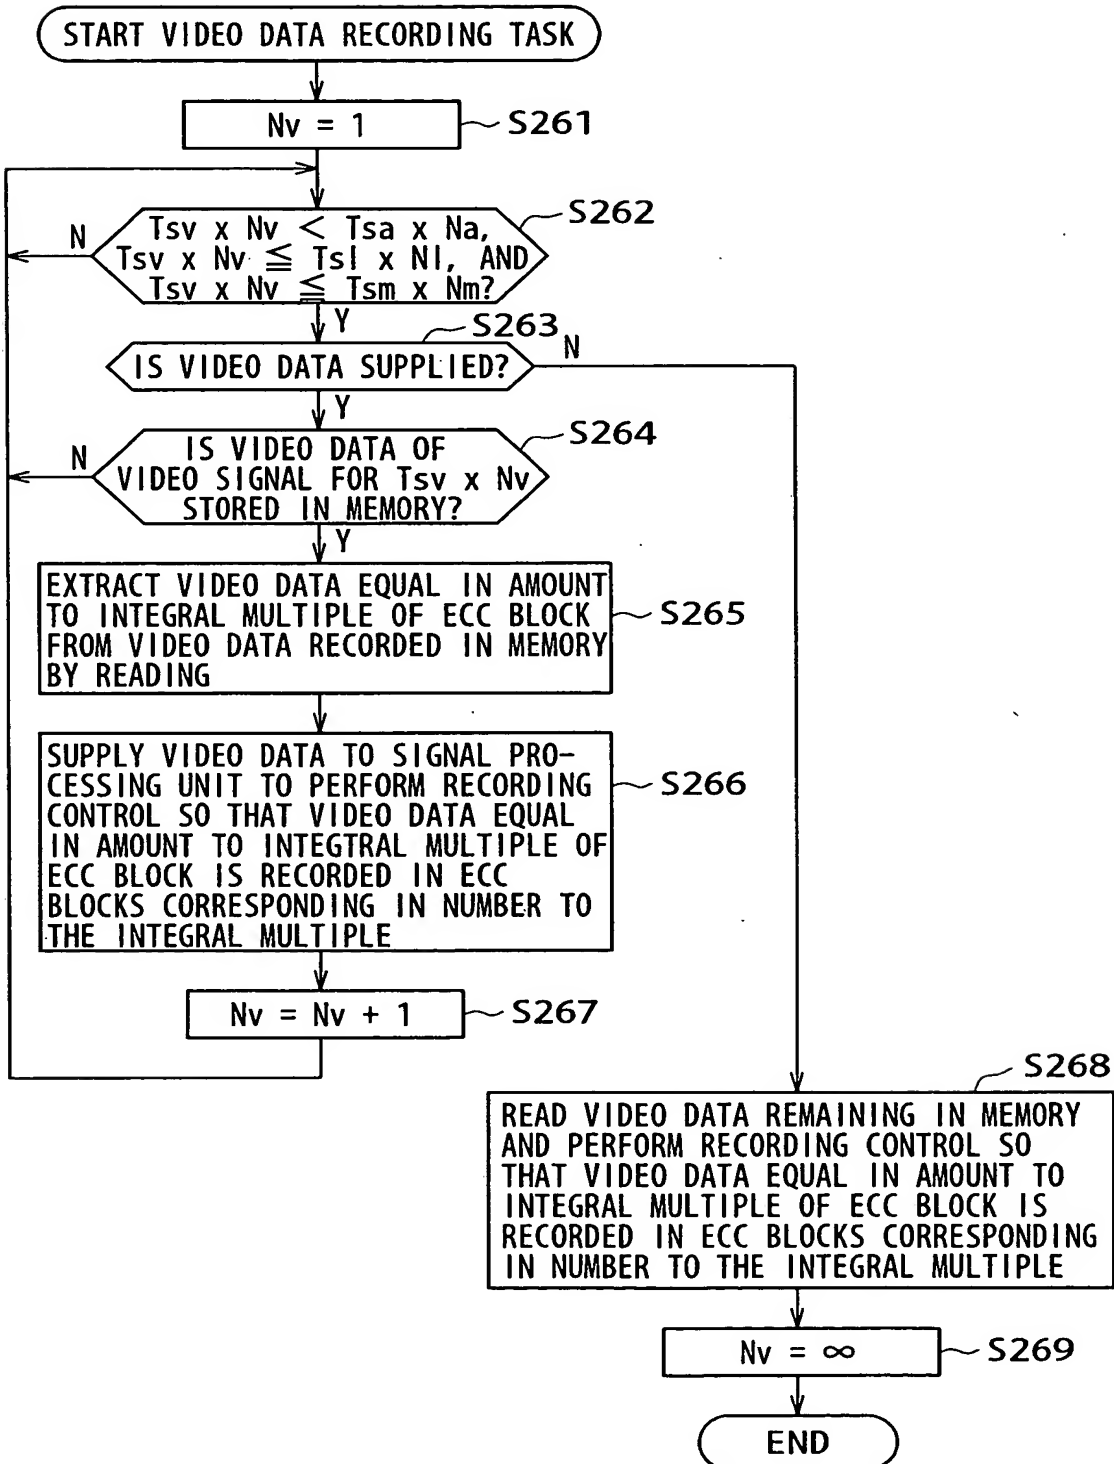 START VIDEO DATA RECORDING TASK
Nv = 1
S261
S262
Tsv x Nv < Tsa x Na,
Tsv x Nv ≦ Tsl x Nl, AND
Tsv x Nv ≦ Tsm x Nm?
N
Y
S263
IS VIDEO DATA SUPPLIED?
N
Y
S264
IS VIDEO DATA OF
VIDEO SIGNAL FOR Tsv x Nv
STORED IN MEMORY?
N
Y
EXTRACT VIDEO DATA EQUAL IN AMOUNT
TO INTEGRAL MULTIPLE OF ECC BLOCK
FROM VIDEO DATA RECORDED IN MEMORY
BY READING
S265
SUPPLY VIDEO DATA TO SIGNAL PRO-
CESSING UNIT TO PERFORM RECORDING
CONTROL SO THAT VIDEO DATA EQUAL
IN AMOUNT TO INTEGTRAL MULTIPLE OF
ECC BLOCK IS RECORDED IN ECC
BLOCKS CORRESPONDING IN NUMBER TO
THE INTEGRAL MULTIPLE
S266
Nv = Nv + 1
S267
S268
READ VIDEO DATA REMAINING IN MEMORY
AND PERFORM RECORDING CONTROL SO
THAT VIDEO DATA EQUAL IN AMOUNT TO
INTEGRAL MULTIPLE OF ECC BLOCK IS
RECORDED IN ECC BLOCKS CORRESPONDING
IN NUMBER TO THE INTEGRAL MULTIPLE
Nv = ∞
S269
END